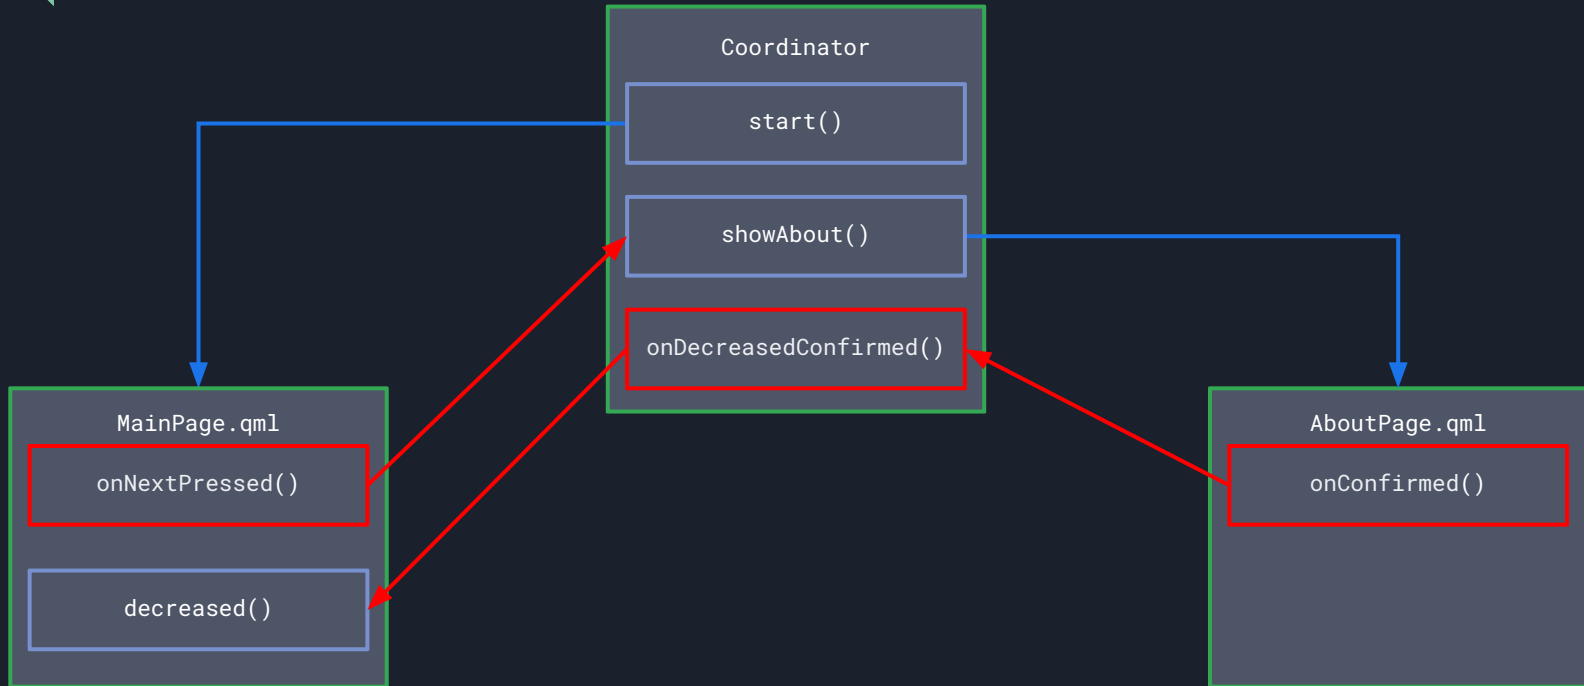 Coordinator
start()
showAbout()
onDecreasedConfirmed()
MainPage.qml
onNextPressed()
decreased()
AboutPage.qml
onConfirmed()